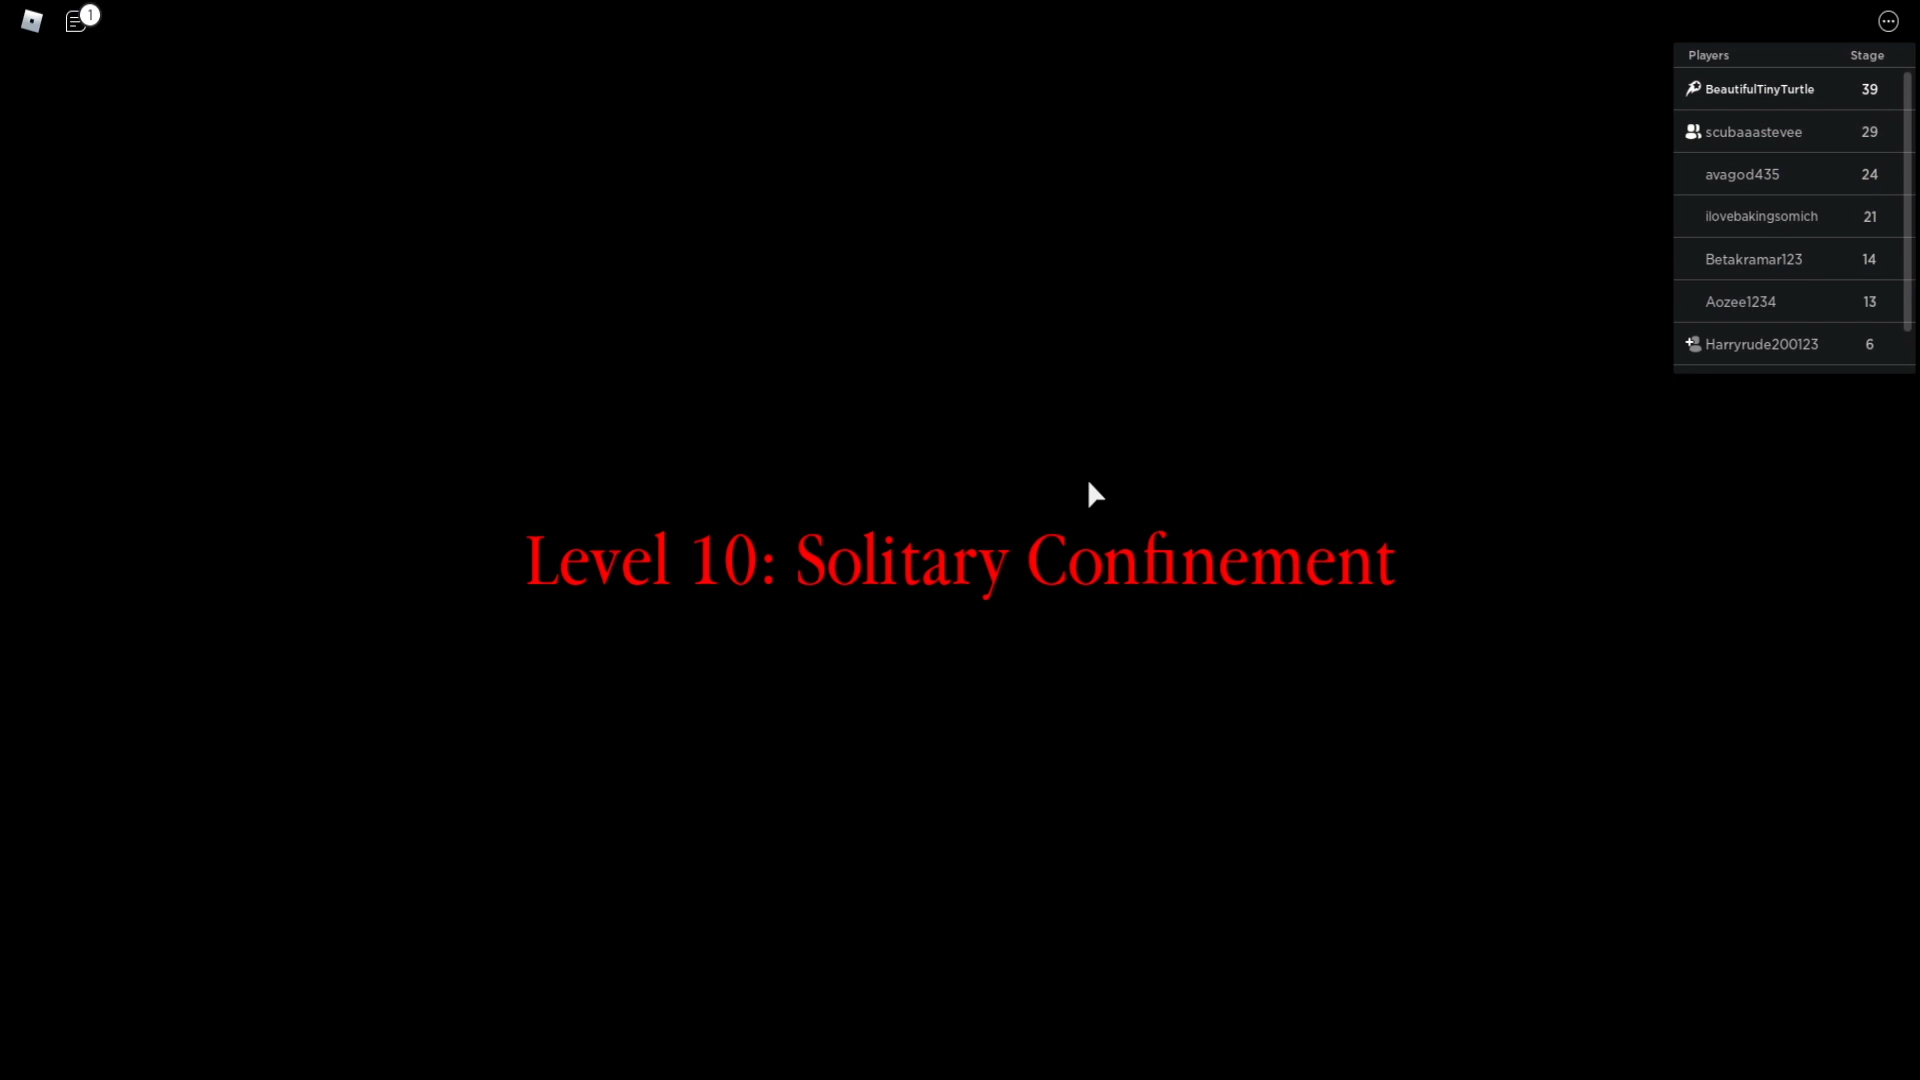 1
Players Stage
BeautifulTinyTurtle 39
scubaaastevee 29
avagod435 24
ilovebakingsomich 21
Betakramar123 14
Aozee1234 13
Harryrude200123 6
Level 10: Solitary Confinement